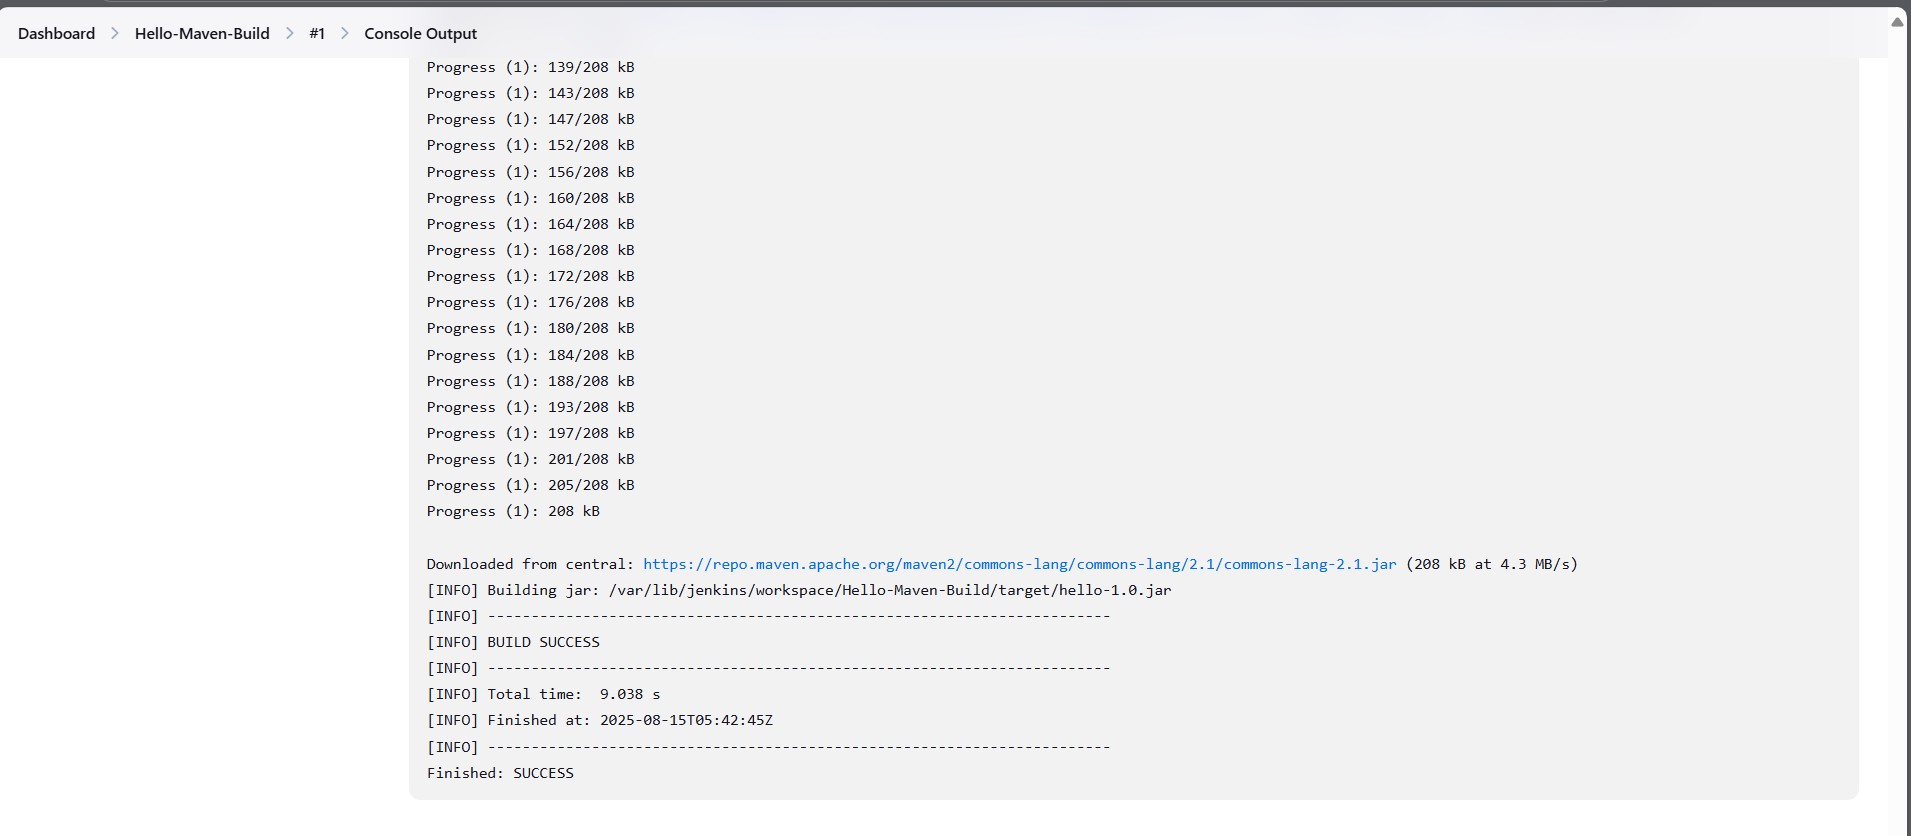 Dashboard > Hello-Maven-Build > #1 > Console Output
Progress (1): 139/208 kB
Progress (1): 143/208 kB
Progress (1): 147/208 kB
Progress (1): 152/208 kB
Progress (1): 156/208 kB
Progress (1): 160/208 kB
Progress (1): 164/208 kB
Progress (1): 168/208 kB
Progress (1): 172/208 kB
Progress (1): 176/208 kB
Progress (1): 180/208 kB
Progress (1): 184/208 kB
Progress (1): 188/208 kB
Progress (1): 193/208 kB
Progress (1): 197/208 kB
Progress (1): 201/208 kB
Progress (1): 205/208 kB
Progress (1): 208 kB
Downloaded from central: https://repo.maven.apache.org/maven2/commons-lang/commons-lang/2.1/commons-lang-2.1.jar (208 kB at 4.3 MB/s)
[INFO] Building jar: /var/lib/jenkins/workspace/Hello-Maven-Build/target/hello-1.0.jar
[INFO] ------------------------------------------------------------------------
[INFO] BUILD SUCCESS
[INFO] ------------------------------------------------------------------------
[INFO] Total time:  9.038 s
[INFO] Finished at: 2025-08-15T05:42:45Z
[INFO] ------------------------------------------------------------------------
Finished: SUCCESS